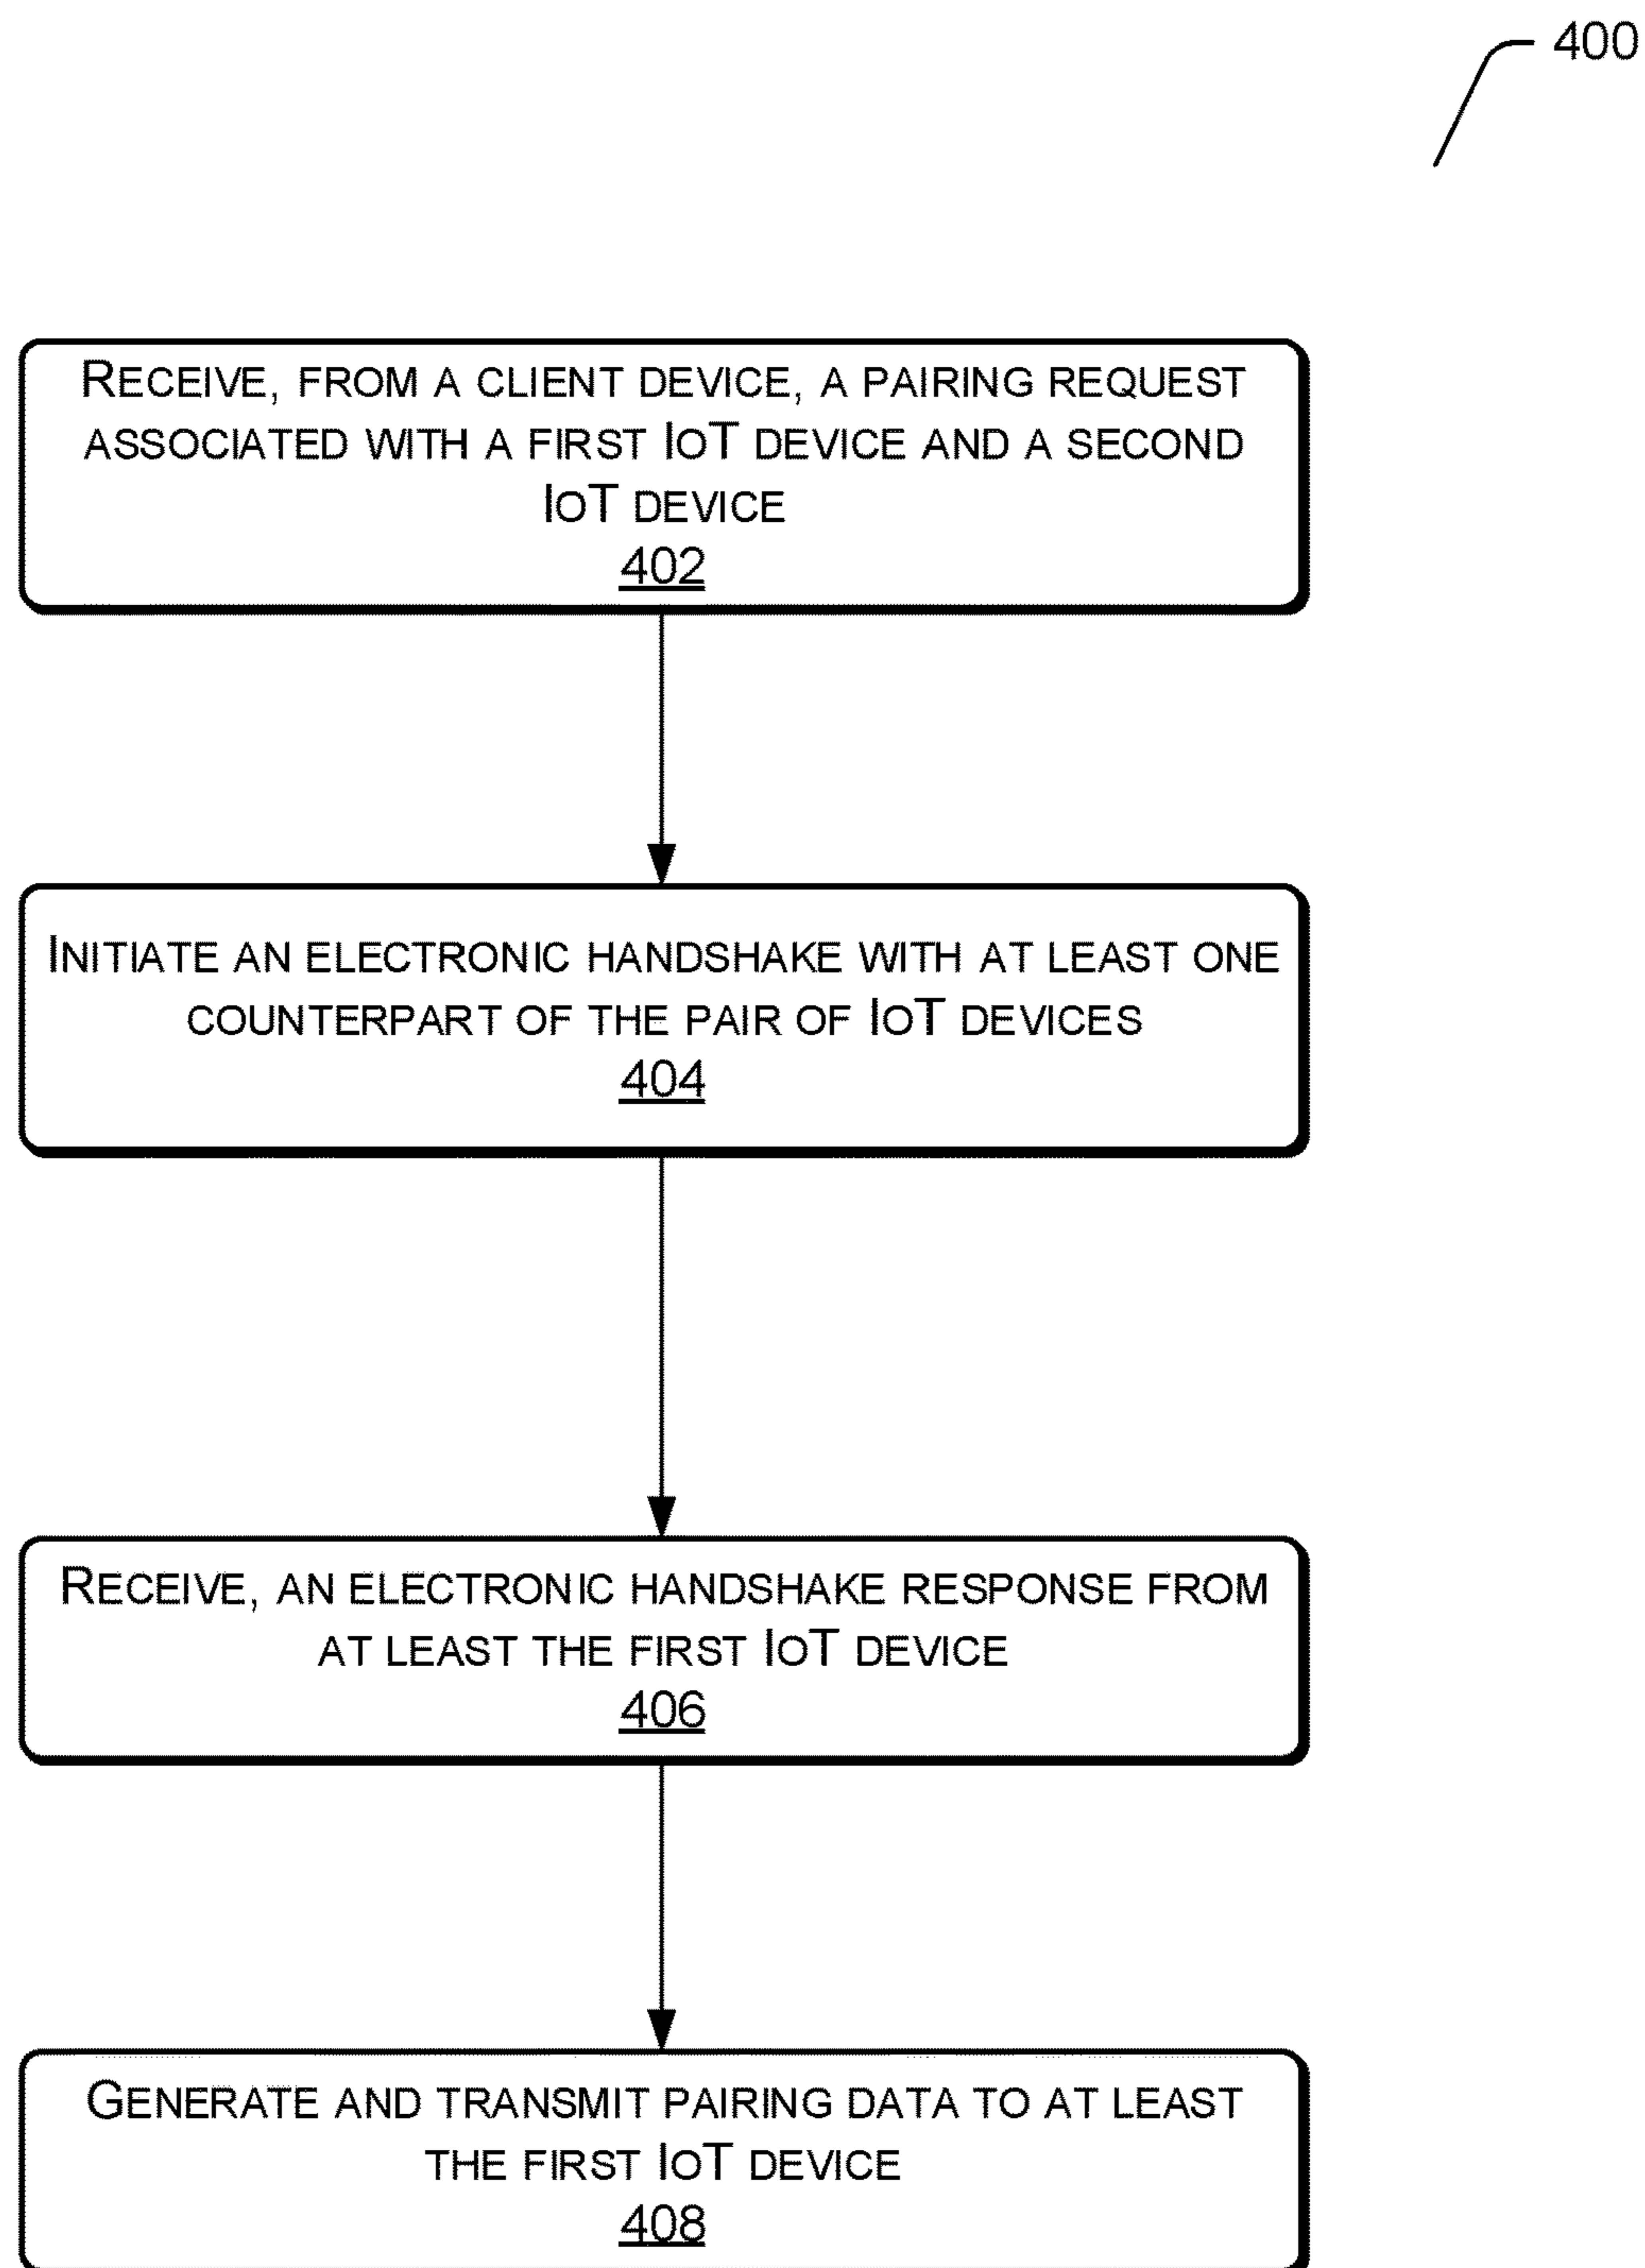 400
RECEIVE, FROM A CLIENT DEVICE, A PAIRING REQUEST
ASSOCIATED WITH A FIRST IOT DEVICE AND A SECOND
IOT DEVICE
402
INITIATE AN ELECTRONIC HANDSHAKE WITH AT LEAST ONE
COUNTERPART OF THE PAIR OF IOT DEVICES
404
RECEIVE, AN ELECTRONIC HANDSHAKE RESPONSE FROM
AT LEAST THE FIRST IOT DEVICE
406
GENERATE AND TRANSMIT PAIRING DATA TO AT LEAST
THE FIRST IOT DEVICE
408